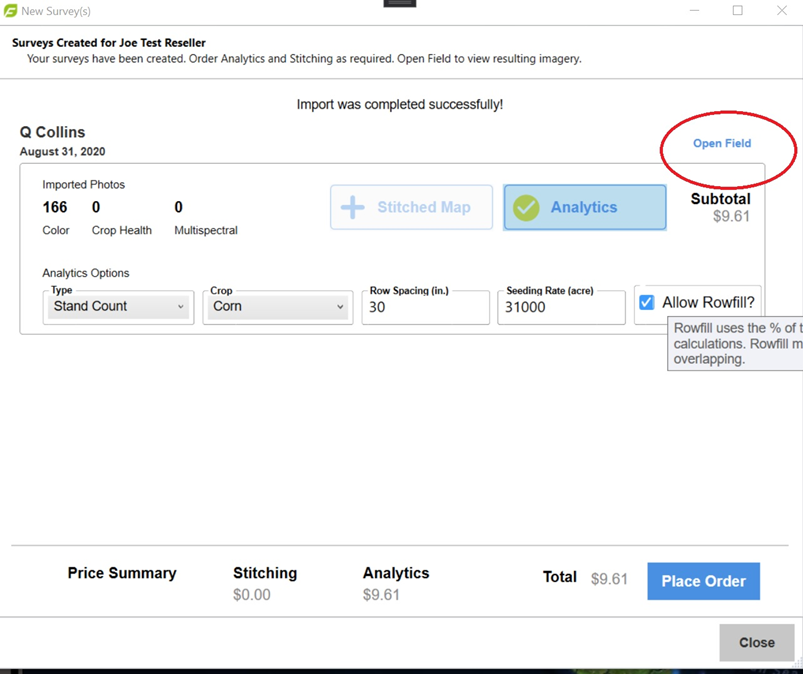 New Survey(s)
Surveys Created for Joe Test Reseller
Your surveys have been created. Order Analytics and Stitching as required. Open Field to view resulting imagery.
Import was completed successfully!
Q Collins
Open Field
August 31, 2020
Imported Photos
166 0 0
Color Crop Health Multispectral
Stitched Map
Analytics
Subtotal
$9.61
Analytics Options
Type
Stand Count
Crop
Corn
Row Spacing (in.)
30
Seeding Rate (acre)
31000
Allow Rowfill?
Rowfill uses the % of
calculations. Rowfill
overlapping.
Price Summary Stitching Analytics Total $9.61 Place Order
$0.00 $9.61
Close